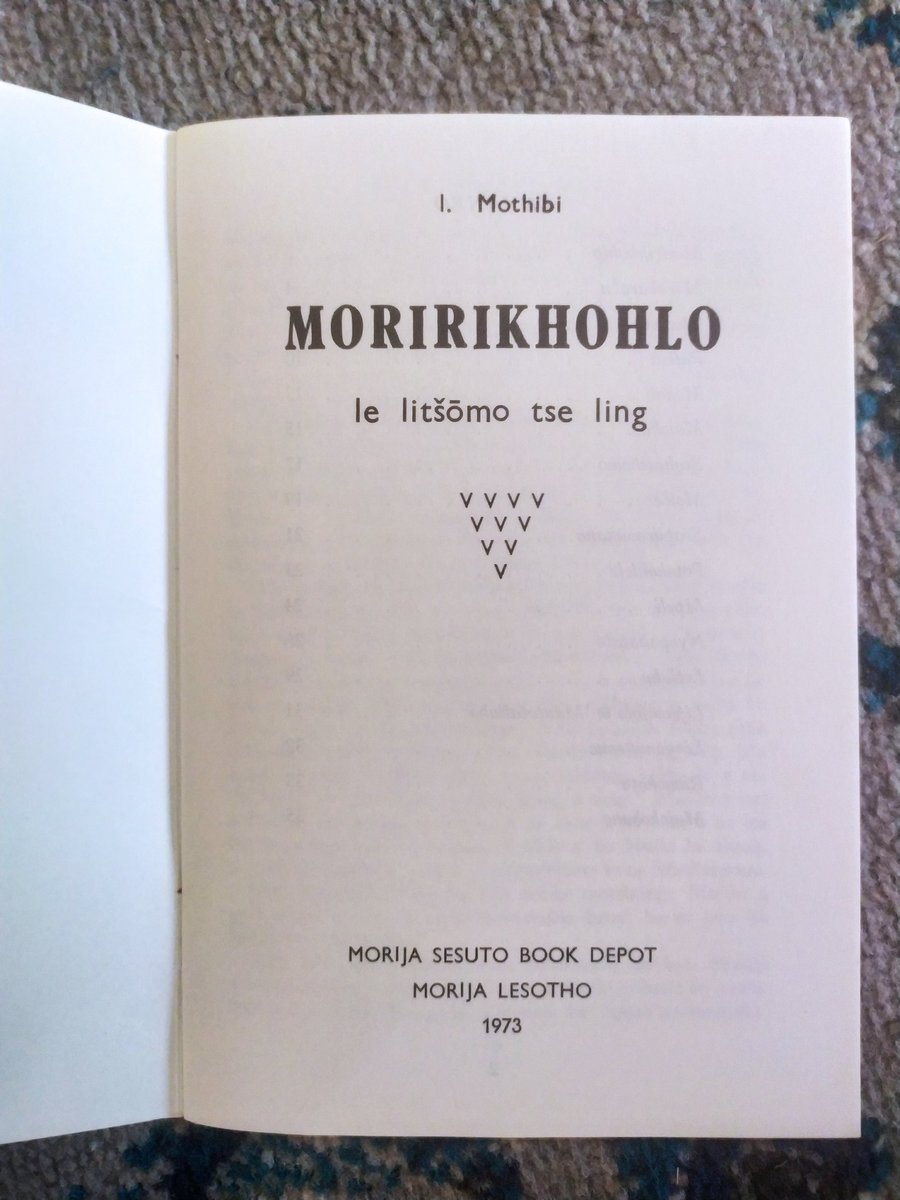 I. Mothibi
MORIRIKHOHLO
le litšōmo tse ling
V V V V
V V V
V V
V
MORIJA SESUTO BOOK DEPOT
MORIJA LESOTHO
1973